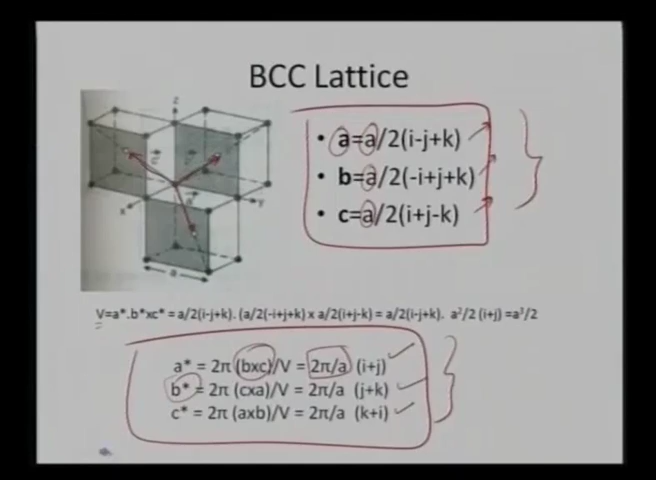 BCC Lattice
z
x
y
a
• a=a/2(i-j+k)
• b=a/2(-i+j+k)
• c=a/2(i+j-k)
V=a*.b*xc* = a/2(i-j+k). (a/2(-i+j+k) x a/2(i+j-k) = a/2(i-j+k). a²/2 (i+j) =a³/2
a* = 2π (bxc)/V = 2π/a (i+j)
b* = 2π (cxa)/V = 2π/a (j+k)
c* = 2π (axb)/V = 2π/a (k+i)